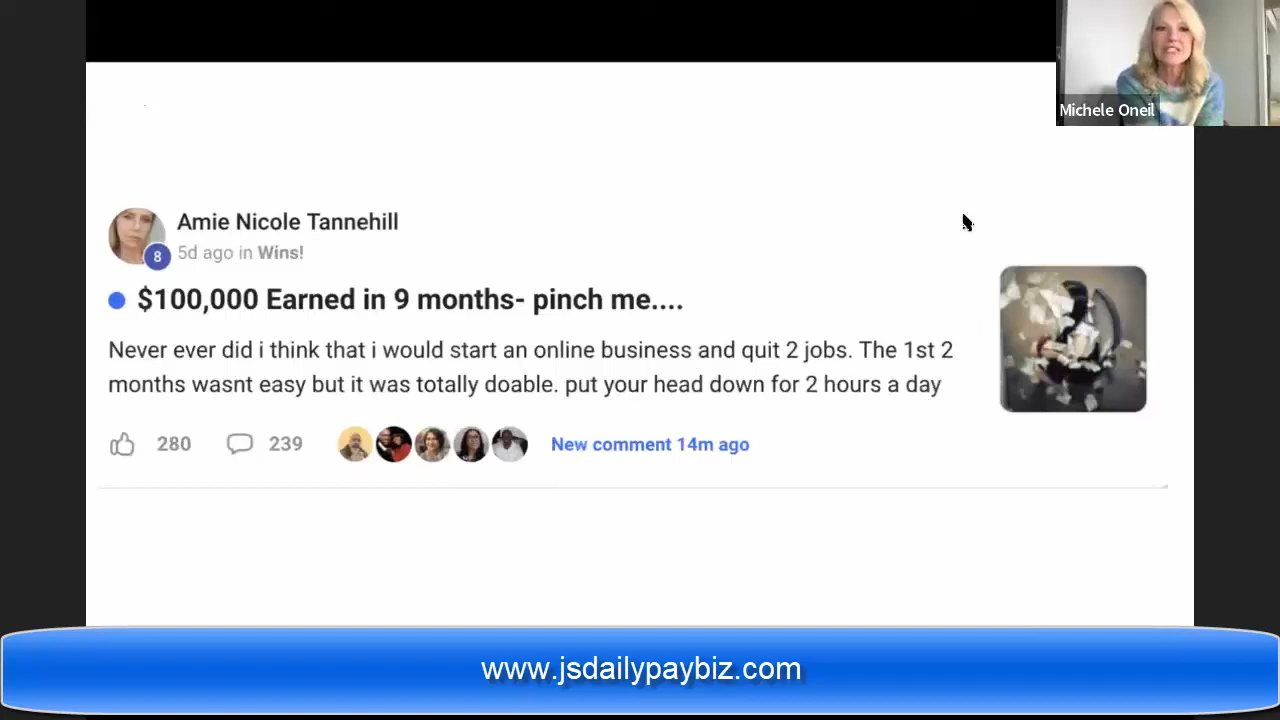 Michele Oneil
Amie Nicole Tannehill
8
5d ago in Wins!
$100,000 Earned in 9 months- pinch me....
Never ever did i think that i would start an online business and quit 2 jobs. The 1st 2
months wasnt easy but it was totally doable. put your head down for 2 hours a day
280 239 New comment 14m ago
www.jsdailypaybiz.com